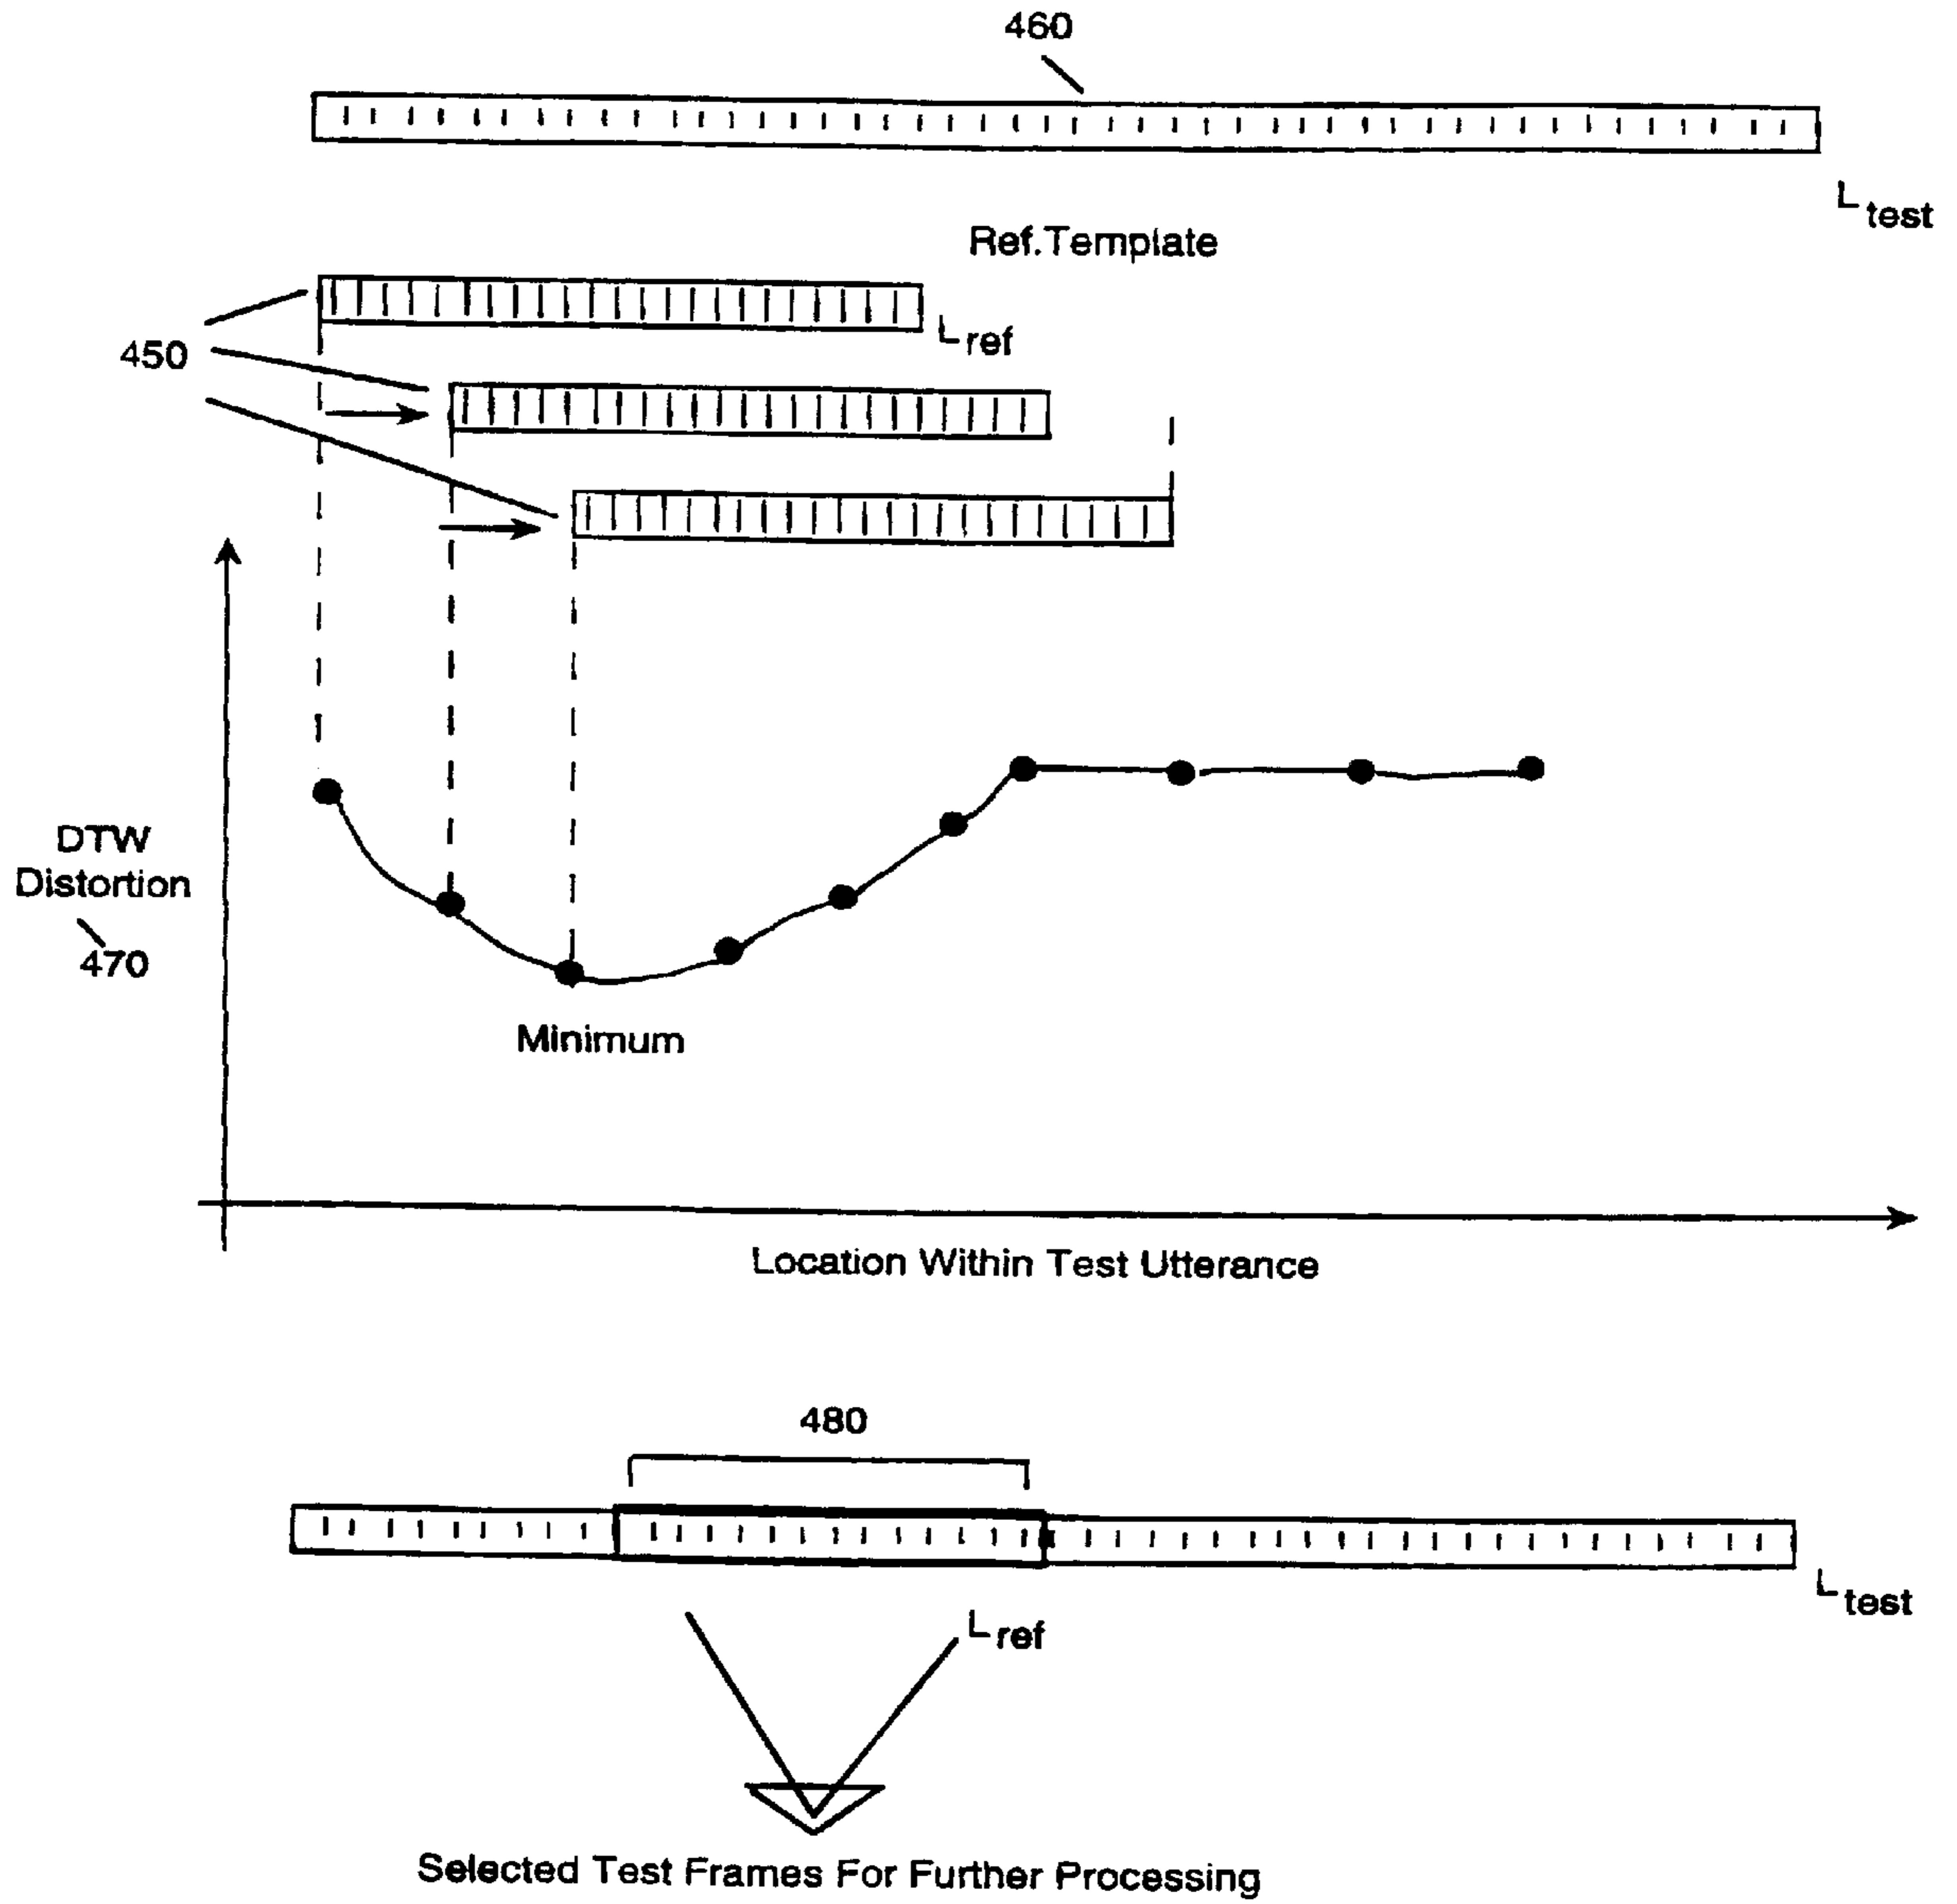 460
L test
Ref. Template
L ref
450
DTW
Distortion
470
Minimum
Location Within Test Utterance
480
L test
L ref
Selected Test Frames For Further Processing